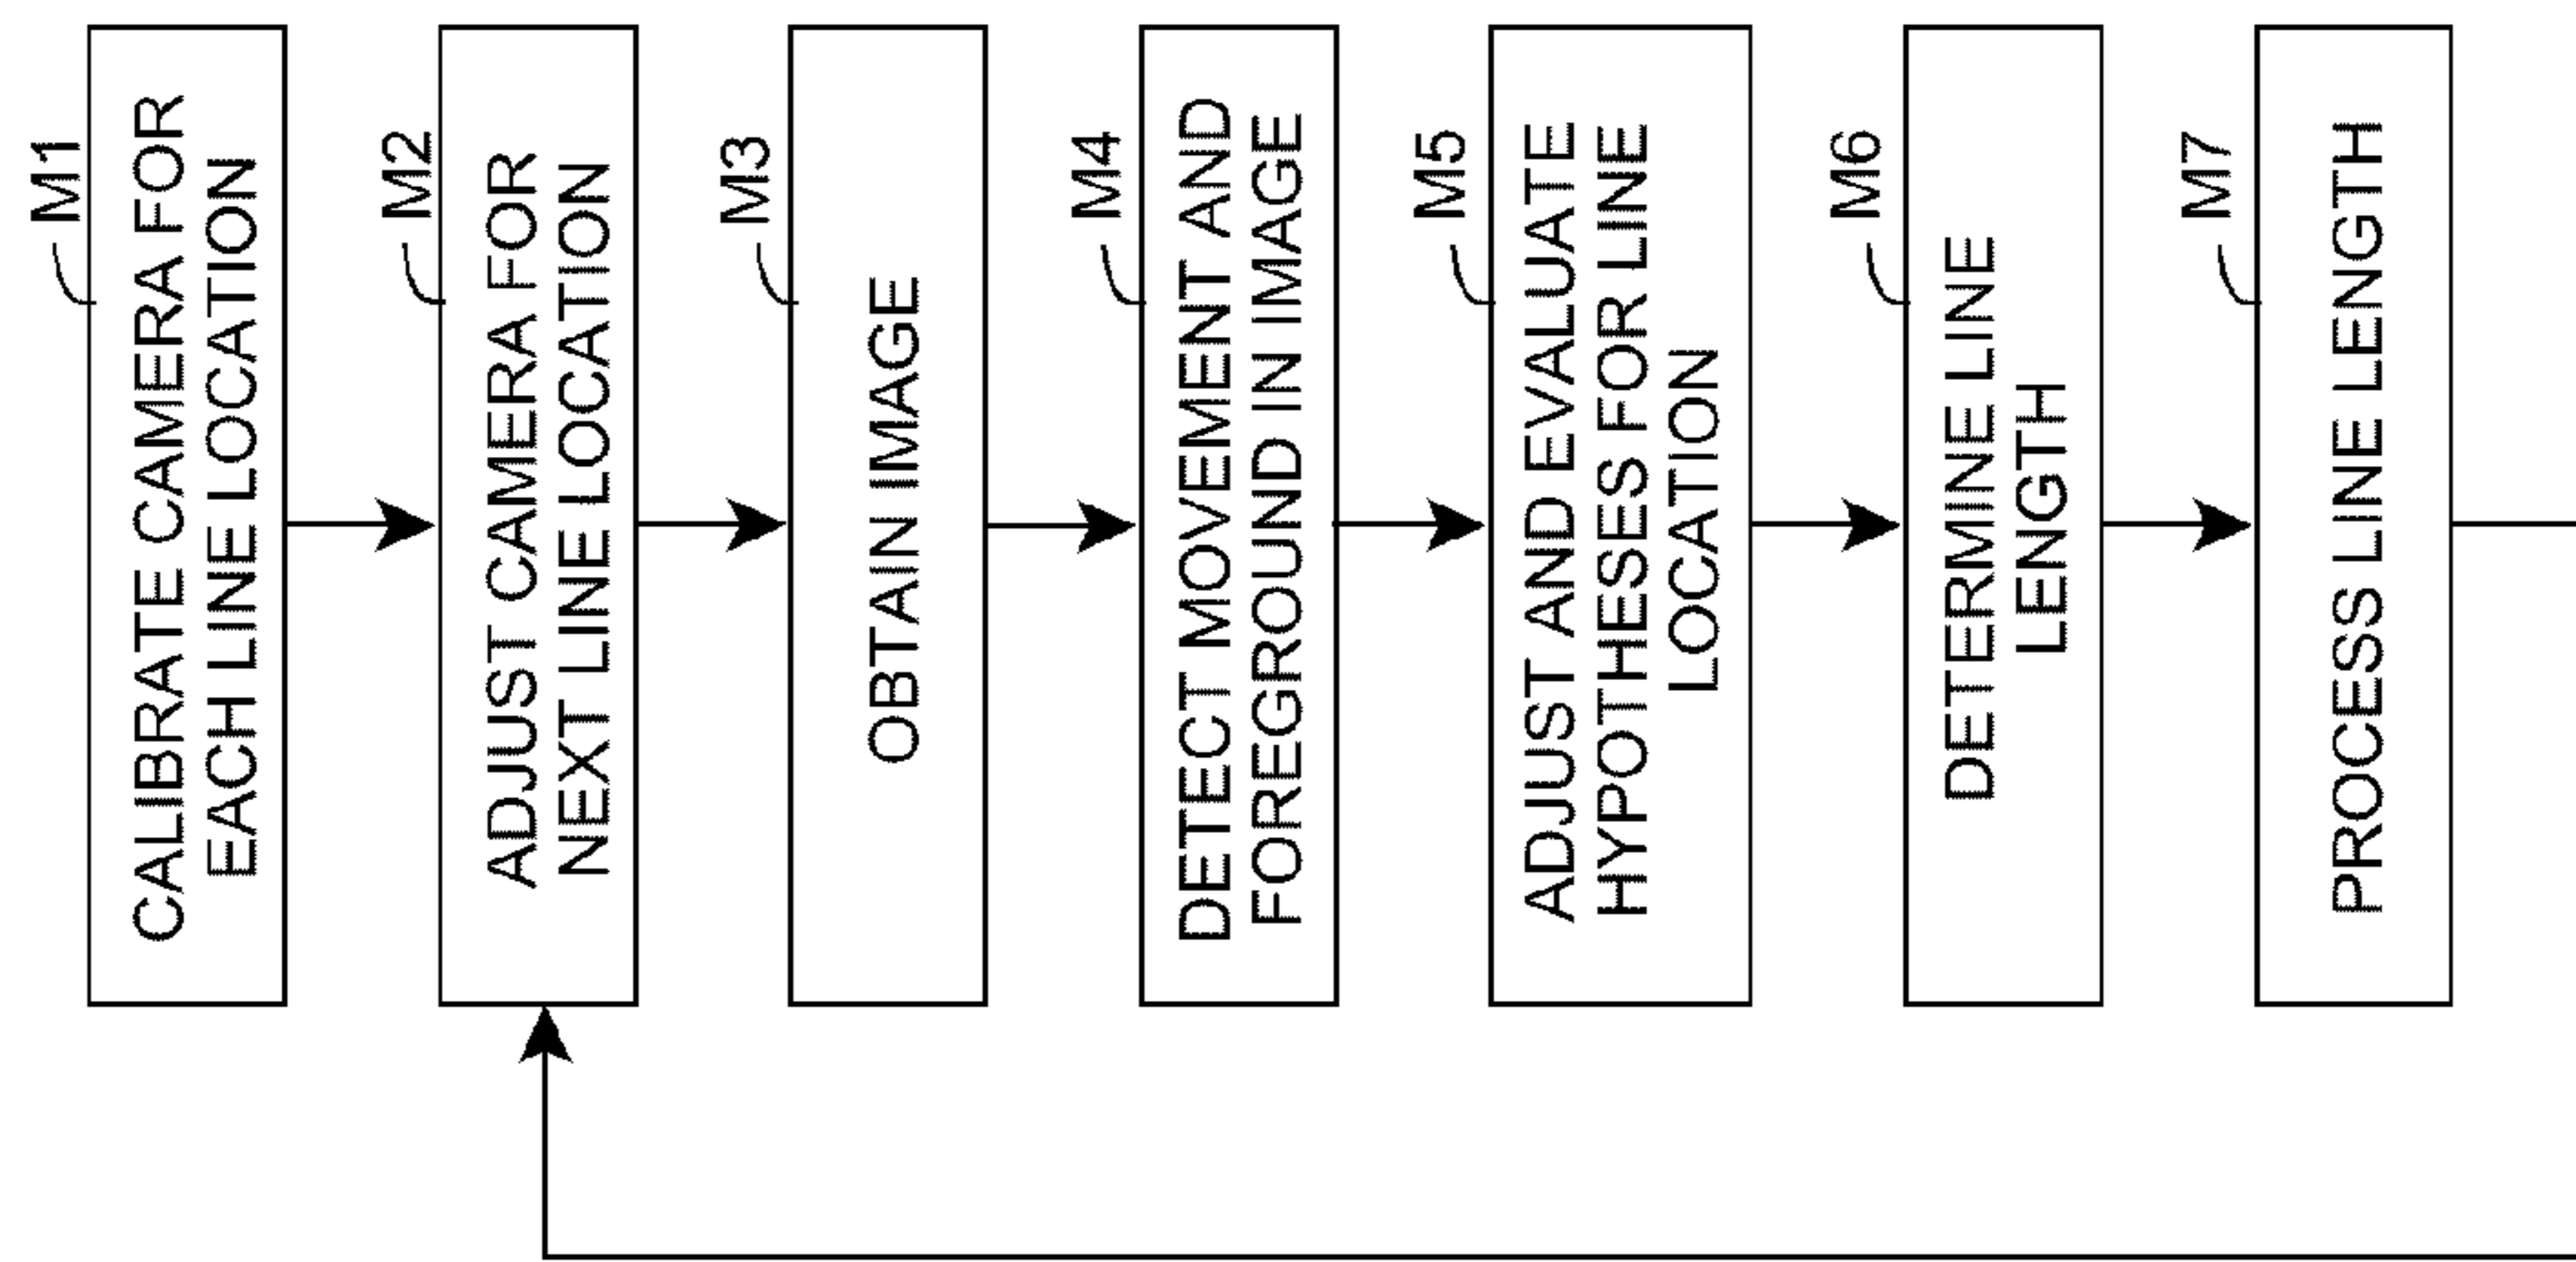 M1
CALIBRATE CAMERA FOR
EACH LINE LOCATION
M2
ADJUST CAMERA FOR
NEXT LINE LOCATION
M3
OBTAIN IMAGE
M4
DETECT MOVEMENT AND
FOREGROUND IN IMAGE
M5
ADJUST AND EVALUATE
HYPOTHESES FOR LINE
LOCATION
M6
DETERMINE LINE
LENGTH
M7
PROCESS LINE LENGTH